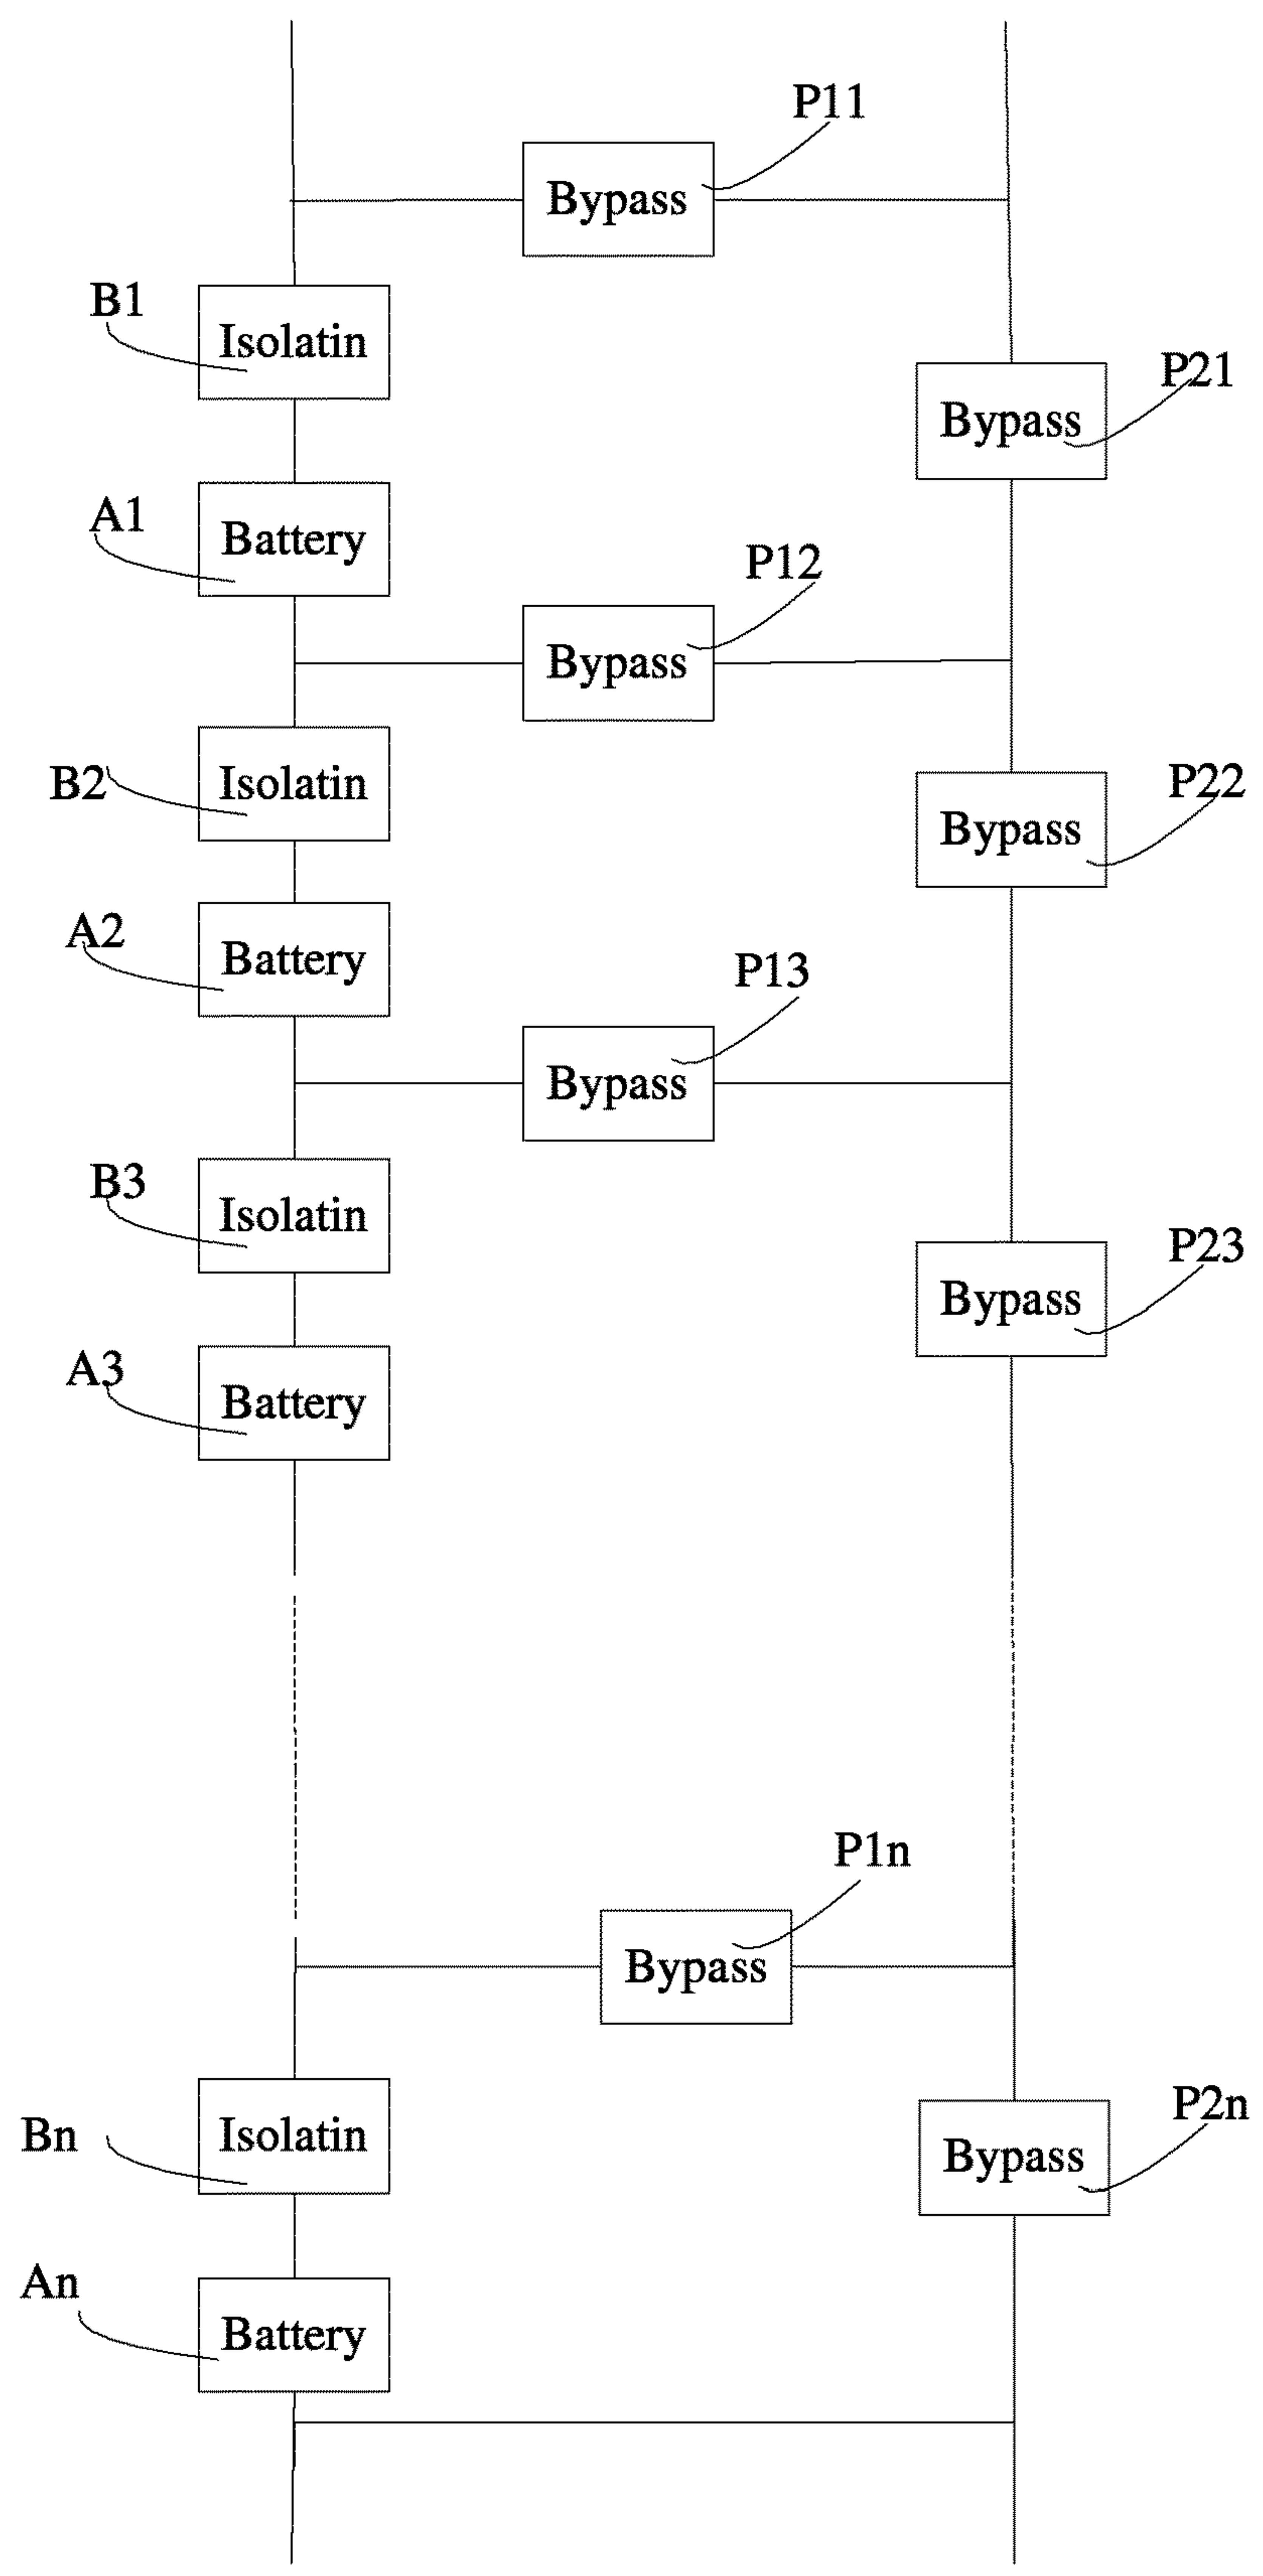 P11
Bypass
B1
Isolatin
P21
Bypass
A1
Battery
P12
Bypass
B2
Isolatin
P22
Bypass
A2
Battery
P13
Bypass
B3
Isolatin
P23
Bypass
A3
Battery
P1n
Bypass
Bn
Isolatin
P2n
Bypass
An
Battery